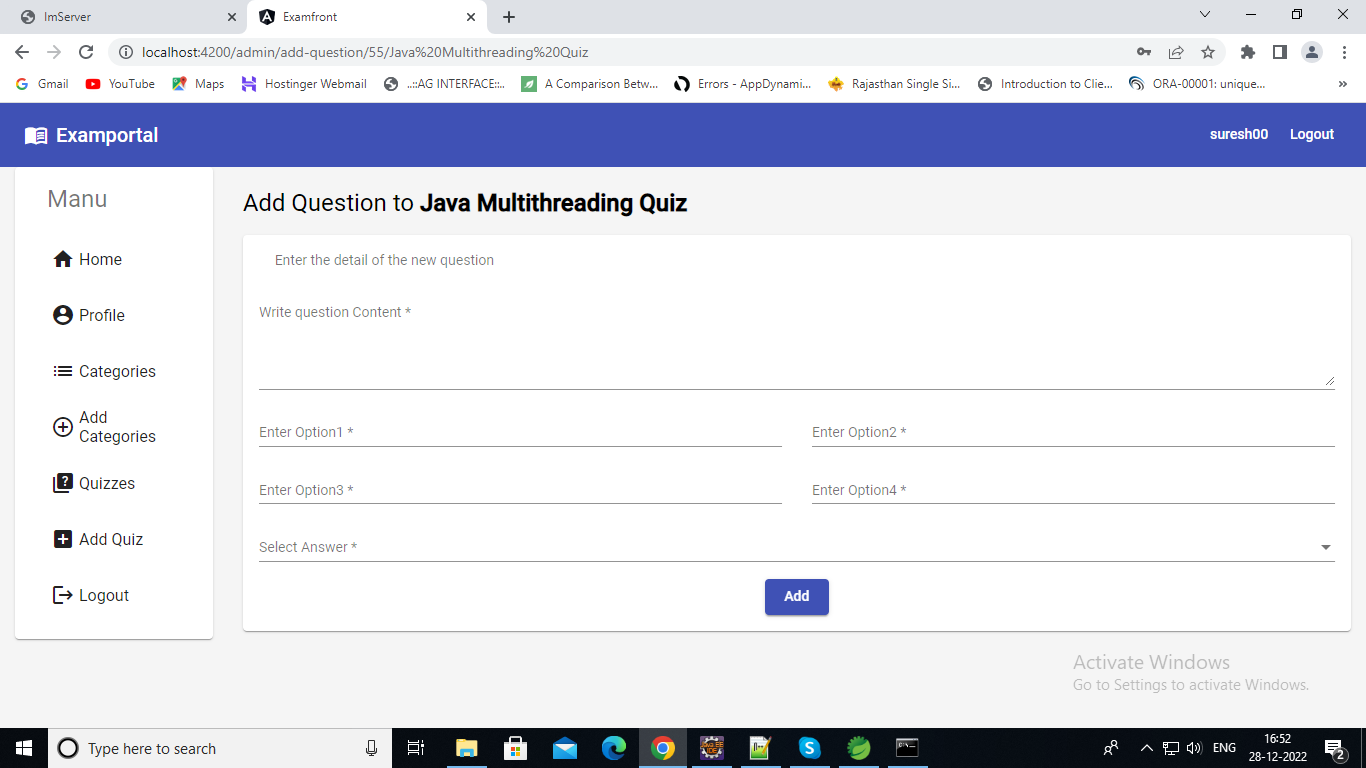 ImServer
Examfront
localhost:4200/admin/add-question/55/Java%20Multithreading%20Quiz
Gmail
YouTube
Maps
Hostinger Webmail
..::AG INTERFACE::..
A Comparison Betw...
Errors - AppDynami...
Rajasthan Single Si...
Introduction to Clie...
ORA-00001: unique...
»
Examportal
suresh00
Logout
Manu
Home
Profile
Categories
Add
Categories
Quizzes
Add Quiz
Logout
Add Question to Java Multithreading Quiz
Enter the detail of the new question
Write question Content *
Enter Option1 *
Enter Option2 *
Enter Option3 *
Enter Option4 *
Select Answer *
Add
Activate Windows
Go to Settings to activate Windows.
Type here to search
ENG
16:52
28-12-2022
2